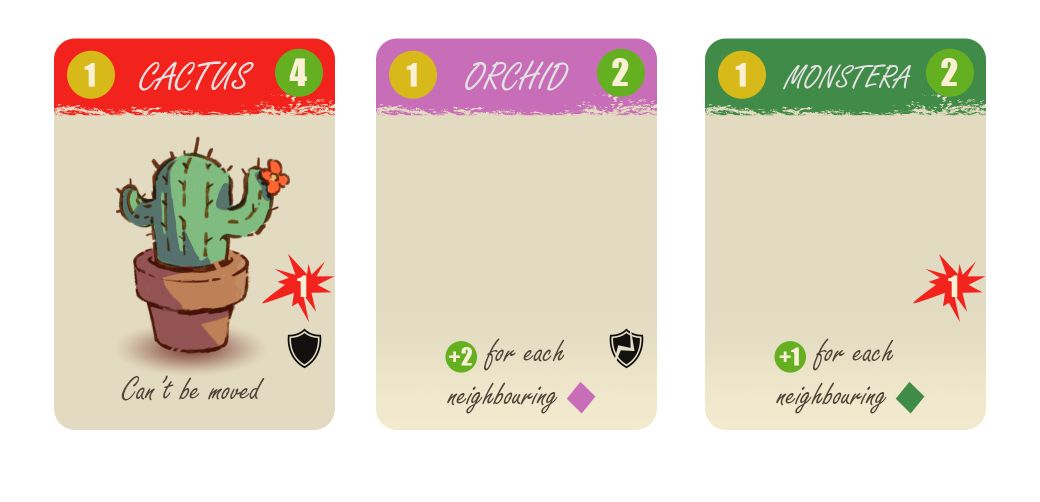 1 CACTUS 4
1
Can't be moved
1 ORCHID 2
+2 for each
neighbouring
1 MONSTERA 2
1
+1 for each
neighbouring